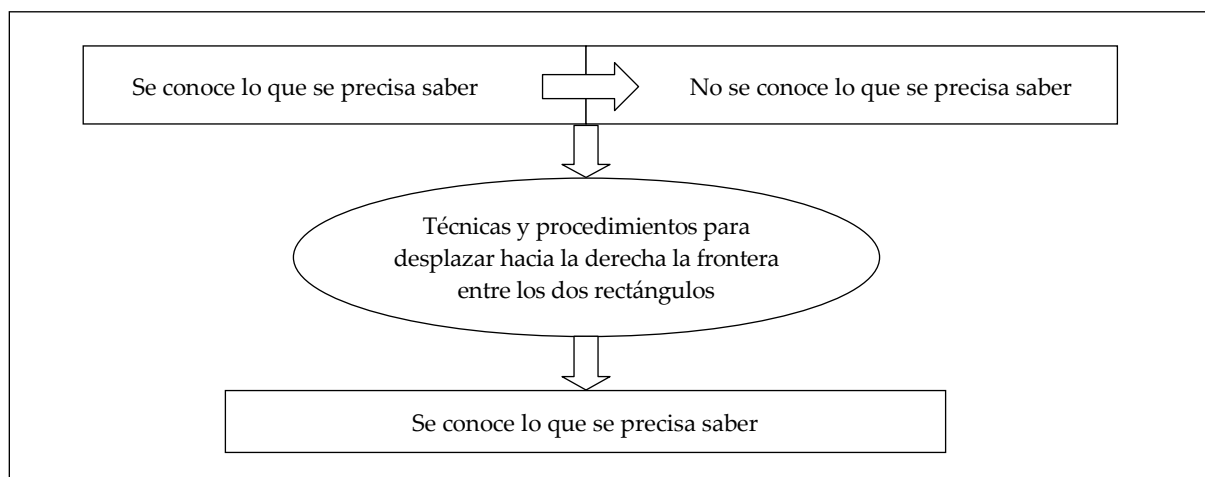 Se conoce lo que se precisa saber
No se conoce lo que se precisa saber
Técnicas y procedimientos para
desplazar hacia la derecha la frontera
entre los dos rectángulos
Se conoce lo que se precisa saber